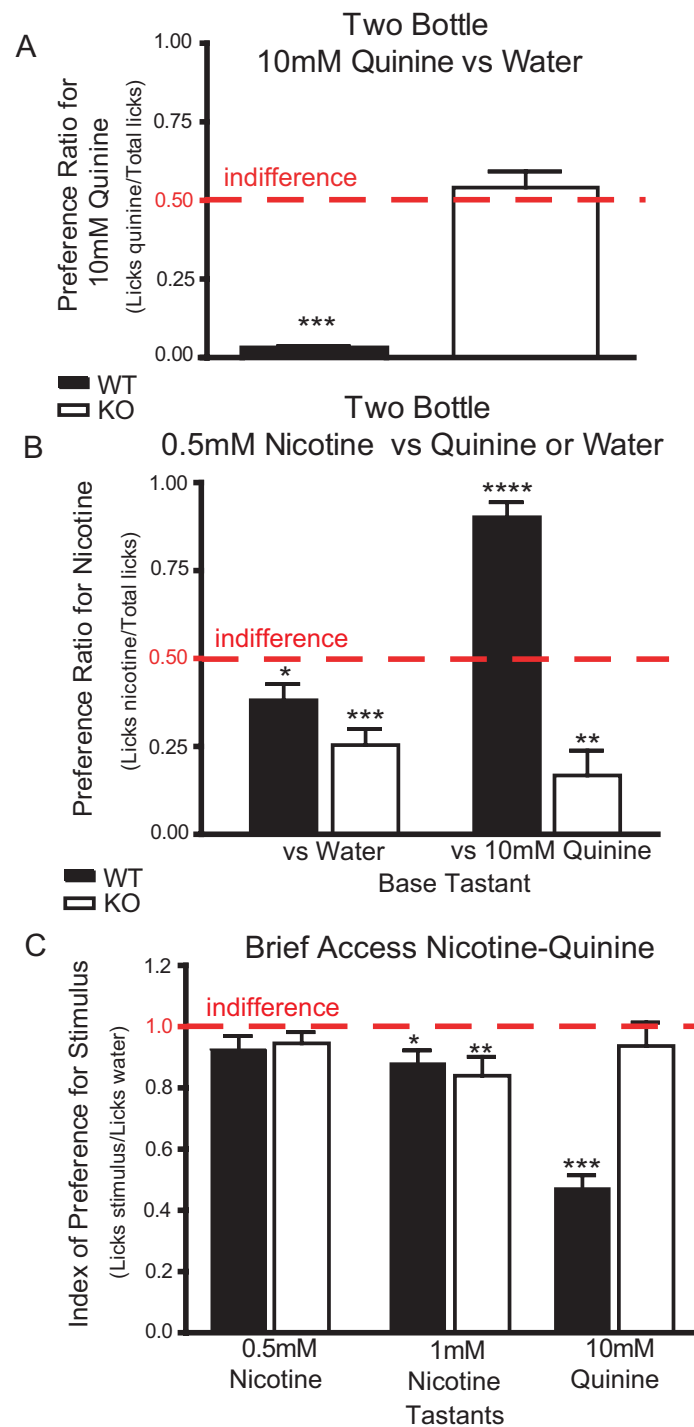 A
Two Bottle
10mM Quinine vs Water
Preference Ratio for
10mM Quinine
(Licks quinine/Total licks)
1.00
0.75
0.50
0.25
0.00
indifference
***
WT
KO
B
Two Bottle
0.5mM Nicotine vs Quinine or Water
Preference Ratio for Nicotine
(Licks nicotine/Total licks)
1.00
0.75
0.50
0.25
0.00
indifference
*
***
****
**
vs Water
vs 10mM Quinine
Base Tastant
WT
KO
C
Brief Access Nicotine-Quinine
Index of Preference for Stimulus
(Licks stimulus/Licks water)
1.2
1.0
0.8
0.6
0.4
0.2
0.0
indifference
*
**
***
0.5mM
Nicotine
1mM
Nicotine
10mM
Quinine
Tastants